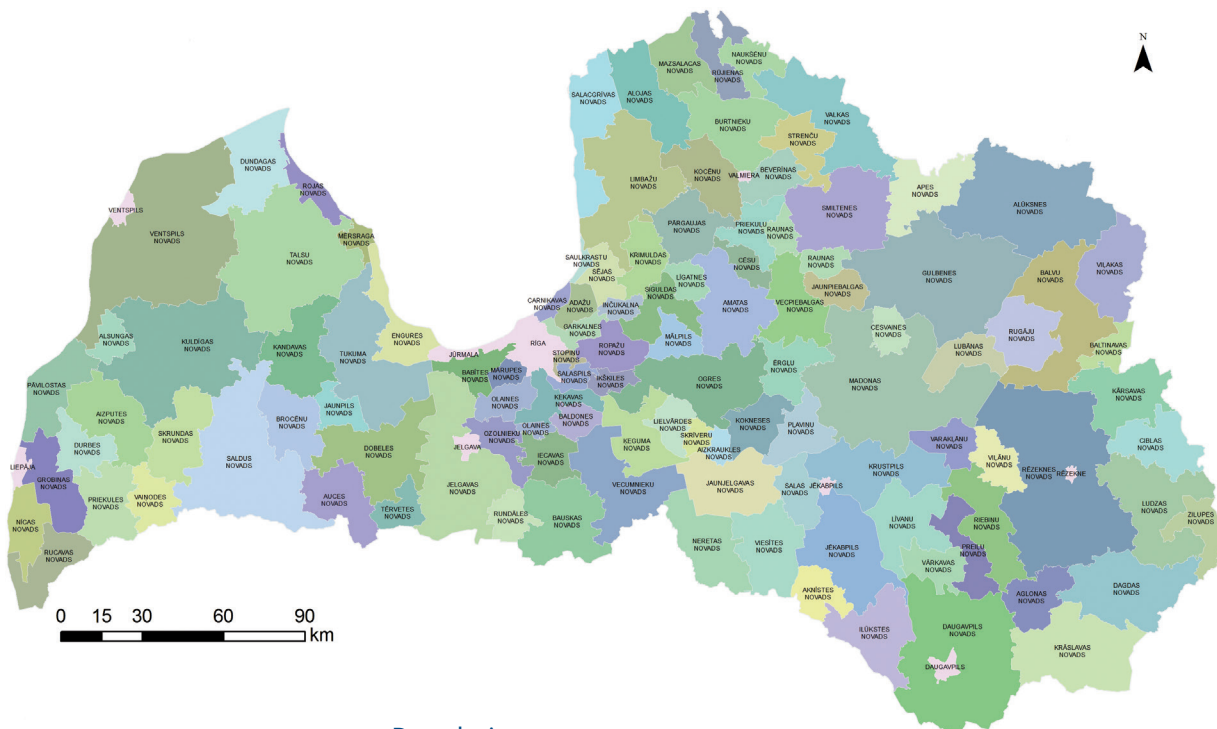 N
MAZSALACAS
NOVADS
NAUKŠĒNU
NOVADS
RŪJIENAS
NOVADS
SALACGRĪVAS
NOVADS
ALOJAS
NOVADS
BURTNIEKU
NOVADS
VALKAS
NOVADS
STRENČU
NOVADS
DUNDAGAS
NOVADS
ROJAS
NOVADS
LIMBAŽU
NOVADS
KOCĒNU
NOVADS
VALMIERA
BEVERĪNAS
NOVADS
APES
NOVADS
ALŪKSNES
NOVADS
SMILTENES
NOVADS
VENTSPILS
VENTSPILS
NOVADS
MĒRSRAGA
NOVADS
TALSU
NOVADS
PĀRGAUJAS
NOVADS
PRIEKUĻU
NOVADS
RAUNAS
NOVADS
SAULKRASTU
NOVADS
SĒJAS
NOVADS
KRIMULDAS
NOVADS
CĒSU
NOVADS
RAUNAS
NOVADS
LĪGATNES
NOVADS
SIGULDAS
NOVADS
AMATAS
NOVADS
VECPIEBALGAS
NOVADS
JAUNPIEBALGAS
NOVADS
GULBENES
NOVADS
BALVU
NOVADS
VIĻAKAS
NOVADS
CARNIKAVAS
NOVADS
ĀDAŽU
NOVADS
INČUKALNA
NOVADS
GARKALNES
NOVADS
ALSUNGAS
NOVADS
KULDĪGAS
NOVADS
KANDAVAS
NOVADS
TUKUMA
NOVADS
ENGURES
NOVADS
JŪRMALA
RĪGA
ROPAŽU
NOVADS
MĀLPILS
NOVADS
CESVAINES
NOVADS
LUBĀNAS
NOVADS
RUGĀJU
NOVADS
BALTINAVAS
NOVADS
STOPIŅU
NOVADS
BABĪTES
NOVADS
MĀRUPES
NOVADS
SALASPILS
NOVADS
IKŠĶILES
NOVADS
OGRES
NOVADS
ĒRGĻU
NOVADS
MADONAS
NOVADS
KĀRSAVAS
NOVADS
PĀVILOSTAS
NOVADS
AIZPUTES
NOVADS
DURBES
NOVADS
SKRUNDAS
NOVADS
BROCĒNU
NOVADS
JAUNPILS
NOVADS
DOBELES
NOVADS
OLAINES
NOVADS
ĶEKAVAS
NOVADS
BALDONES
NOVADS
OLAINES
NOVADS
OZOLNIEKU
NOVADS
JELGAVA
LIELVĀRDES
NOVADS
ĶEGUMA
NOVADS
SKRĪVERU
NOVADS
KOKNESES
NOVADS
AIZKRAUKLES
NOVADS
PĻAVIŅU
NOVADS
VARAKĻĀNU
NOVADS
VIĻĀNU
NOVADS
RĒZEKNES
NOVADS
RĒZEKNE
CIBLAS
NOVADS
LIEPĀJA
GROBIŅAS
NOVADS
PRIEKULES
NOVADS
VAIŅODES
NOVADS
SALDUS
NOVADS
AUCES
NOVADS
TĒRVETES
NOVADS
JELGAVAS
NOVADS
RUNDĀLES
NOVADS
IECAVAS
NOVADS
BAUSKAS
NOVADS
VECUMNIEKU
NOVADS
JAUNJELGAVAS
NOVADS
SALAS
NOVADS
JĒKABPILS
KRUSTPILS
NOVADS
LĪVĀNU
NOVADS
RIEBIŅU
NOVADS
LUDZAS
NOVADS
ZILUPES
NOVADS
NĪCAS
NOVADS
RUCAVAS
NOVADS
NERETAS
NOVADS
VIESĪTES
NOVADS
JĒKABPILS
NOVADS
PREIĻU
NOVADS
VĀRKAVAS
NOVADS
AKNĪSTES
NOVADS
AGLONAS
NOVADS
DAGDAS
NOVADS
ILŪKSTES
NOVADS
DAUGAVPILS
NOVADS
DAUGAVPILS
KRĀSLAVAS
NOVADS
0 15 30 60 90
km